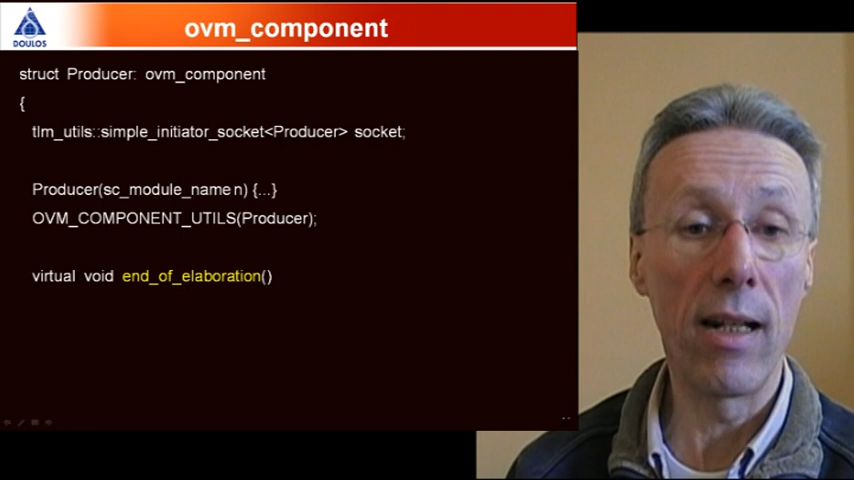 DOULOS
ovm_component
struct Producer: ovm_component
{
tlm_utils::simple_initiator_socket<Producer> socket;
Producer(sc_module_name n) {...}
OVM_COMPONENT_UTILS(Producer);
virtual void end_of_elaboration()